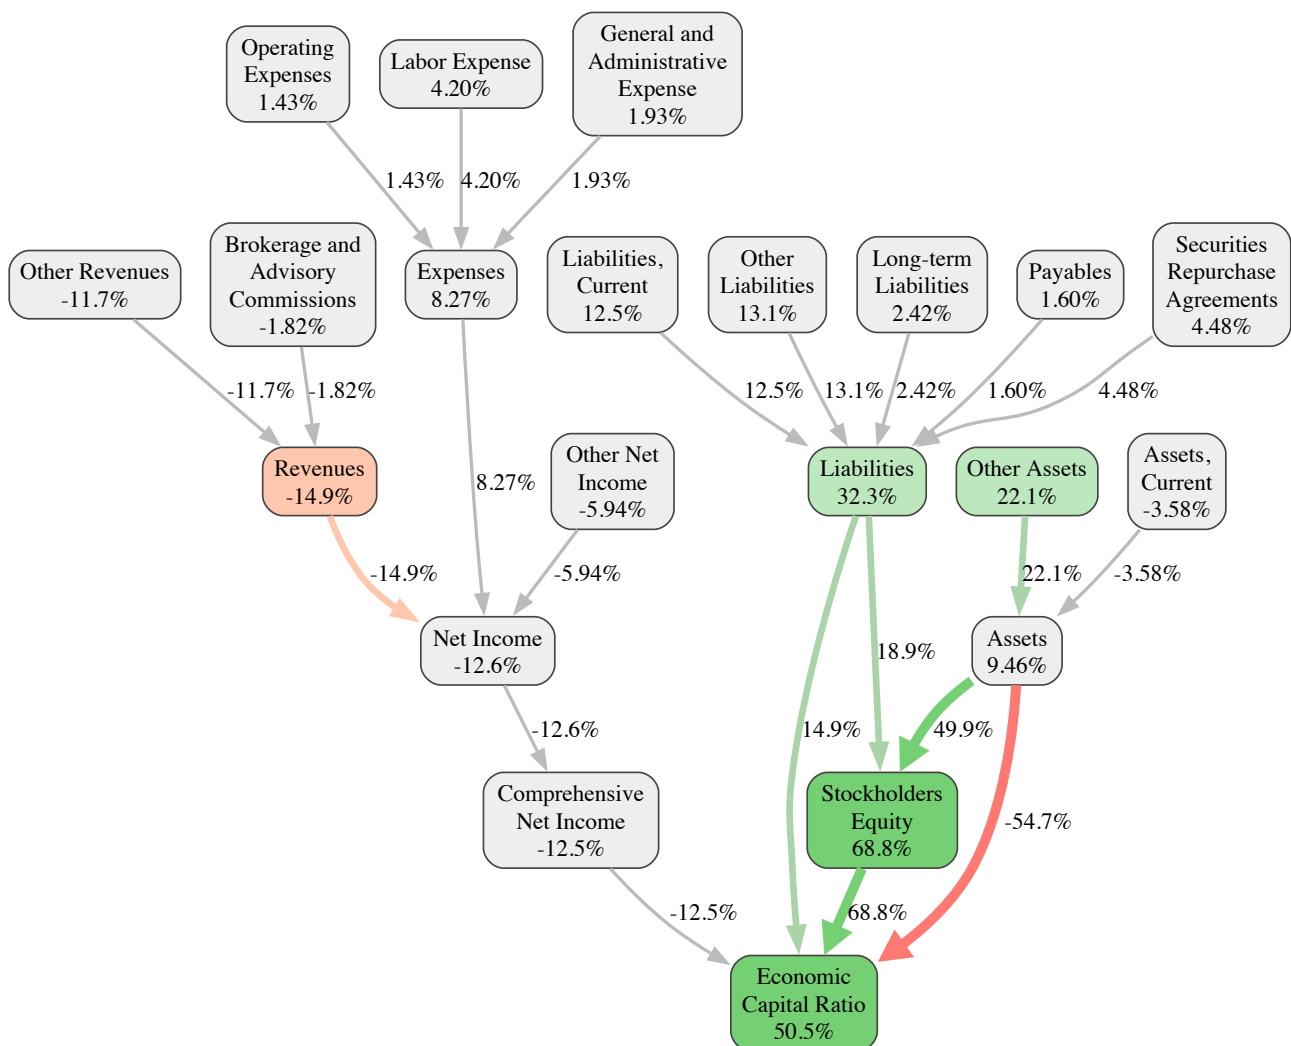 Operating
Expenses
1.43%
Labor Expense
4.20%
General and
Administrative
Expense
1.93%
1.43%
4.20%
1.93%
Other Revenues
-11.7%
Brokerage and
Advisory
Commissions
-1.82%
Expenses
8.27%
Liabilities,
Current
12.5%
Other
Liabilities
13.1%
Long-term
Liabilities
2.42%
Payables
1.60%
Securities
Repurchase
Agreements
4.48%
-11.7%
-1.82%
12.5%
13.1%
2.42%
1.60%
4.48%
Revenues
-14.9%
8.27%
Other Net
Income
-5.94%
Liabilities
32.3%
Other Assets
22.1%
Assets,
Current
-3.58%
-14.9%
-5.94%
22.1%
-3.58%
Net Income
-12.6%
18.9%
Assets
9.46%
-12.6%
14.9%
49.9%
Comprehensive
Net Income
-12.5%
Stockholders
Equity
68.8%
-54.7%
-12.5%
68.8%
Economic
Capital Ratio
50.5%